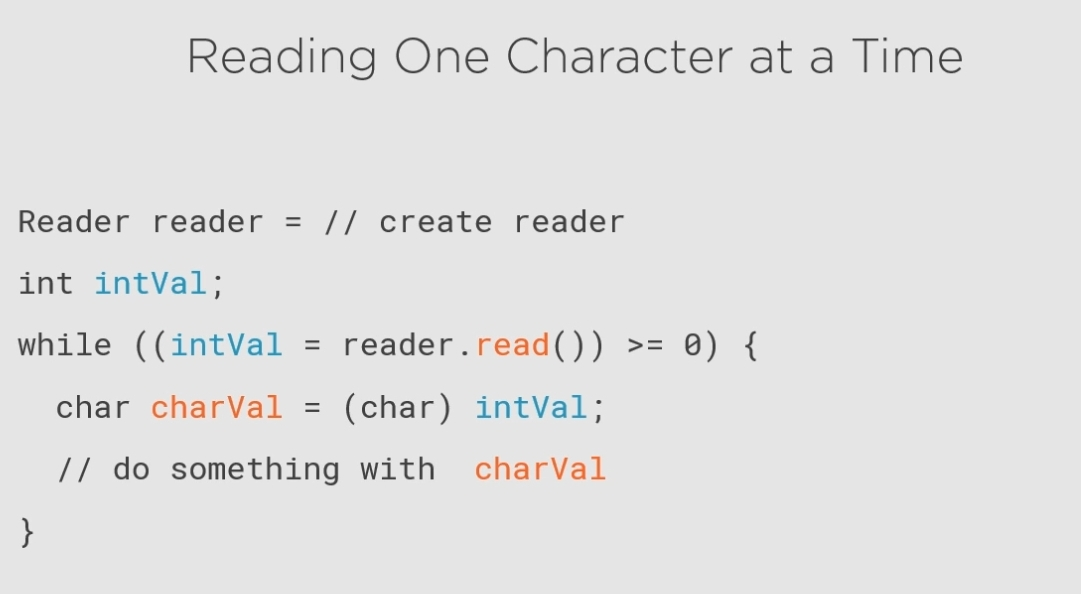 Reading One Character at a Time
Reader reader = // create reader
int intVal;
while ((intVal = reader.read()) >= 0) {
  char charVal = (char) intVal;
  // do something with  charVal
}